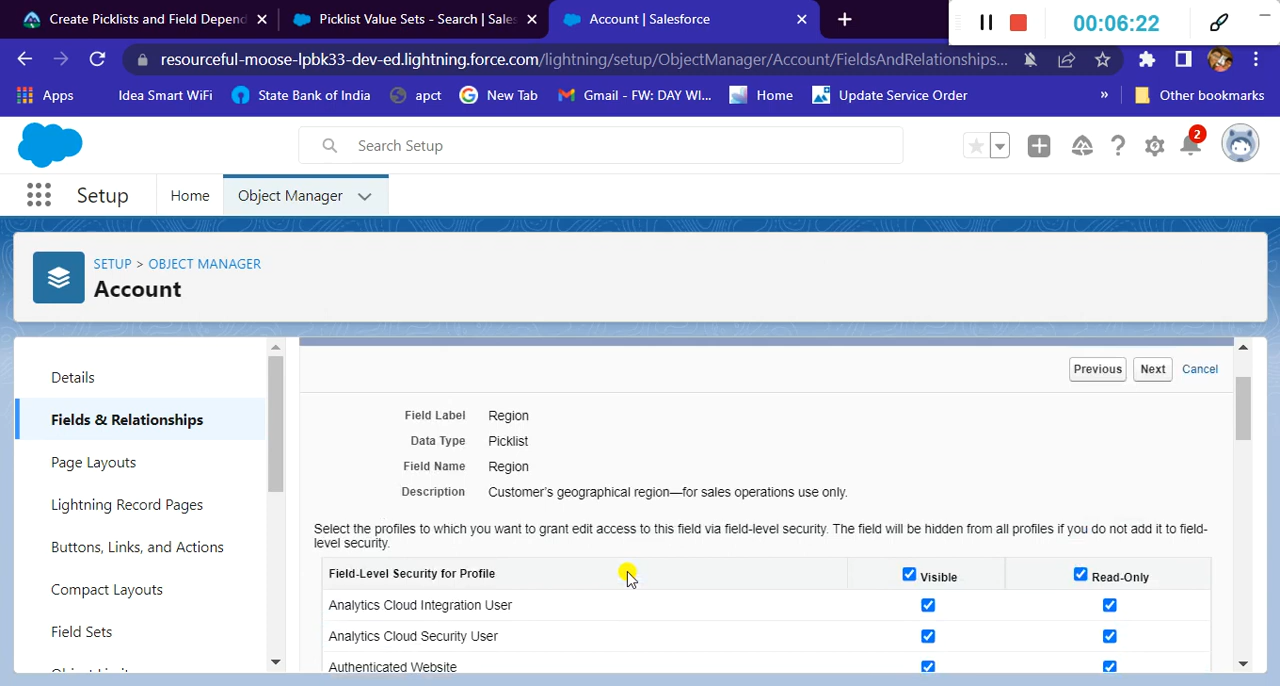 Create Picklists and Field Depend
Picklist Value Sets - Search | Sales
Account | Salesforce
00:06:22
resourceful-moose-lpbk33-dev-ed.lightning.force.com/lightning/setup/ObjectManager/Account/FieldsAndRelationships...
Apps
Idea Smart WiFi
State Bank of India
apct
New Tab
Gmail - FW: DAY WI...
Home
Update Service Order
»
Other bookmarks
Search Setup
2
Setup
Home
Object Manager
SETUP > OBJECT MANAGER
Account
Details
Fields & Relationships
Page Layouts
Lightning Record Pages
Buttons, Links, and Actions
Compact Layouts
Field Sets
Previous
Next
Cancel
Field Label Region
Data Type Picklist
Field Name Region
Description Customer's geographical region—for sales operations use only.
Select the profiles to which you want to grant edit access to this field via field-level security. The field will be hidden from all profiles if you do not add it to field-
level security.
Field-Level Security for Profile Visible Read-Only
Analytics Cloud Integration User
Analytics Cloud Security User
Authenticated Website